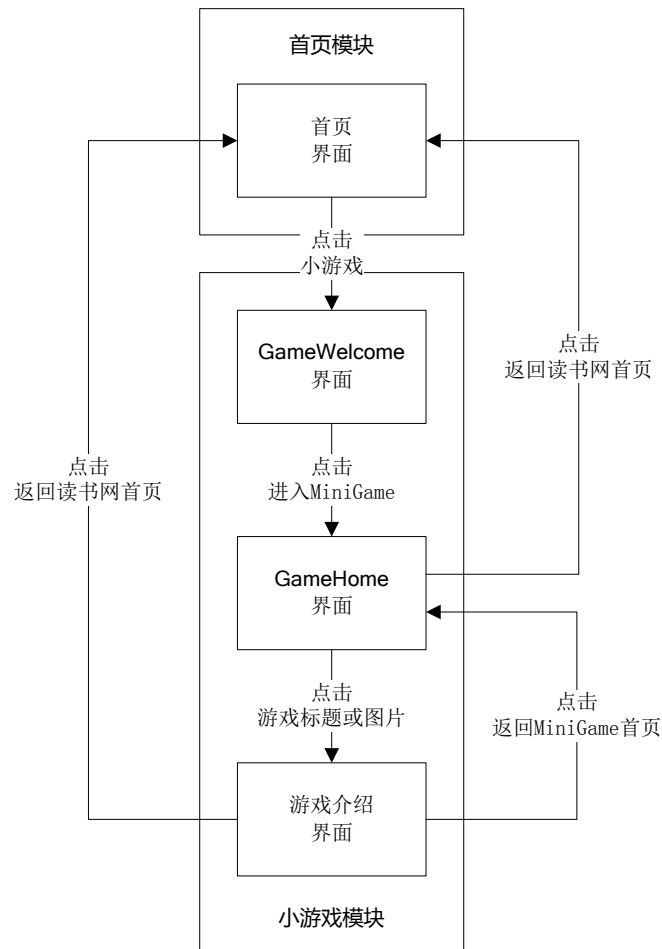 首页模块
首页
界面
点击
小游戏
GameWelcome
界面
点击
返回读书网首页
点击
返回读书网首页
点击
进入MiniGame
GameHome
界面
点击
游戏标题或图片
点击
返回MiniGame首页
游戏介绍
界面
小游戏模块